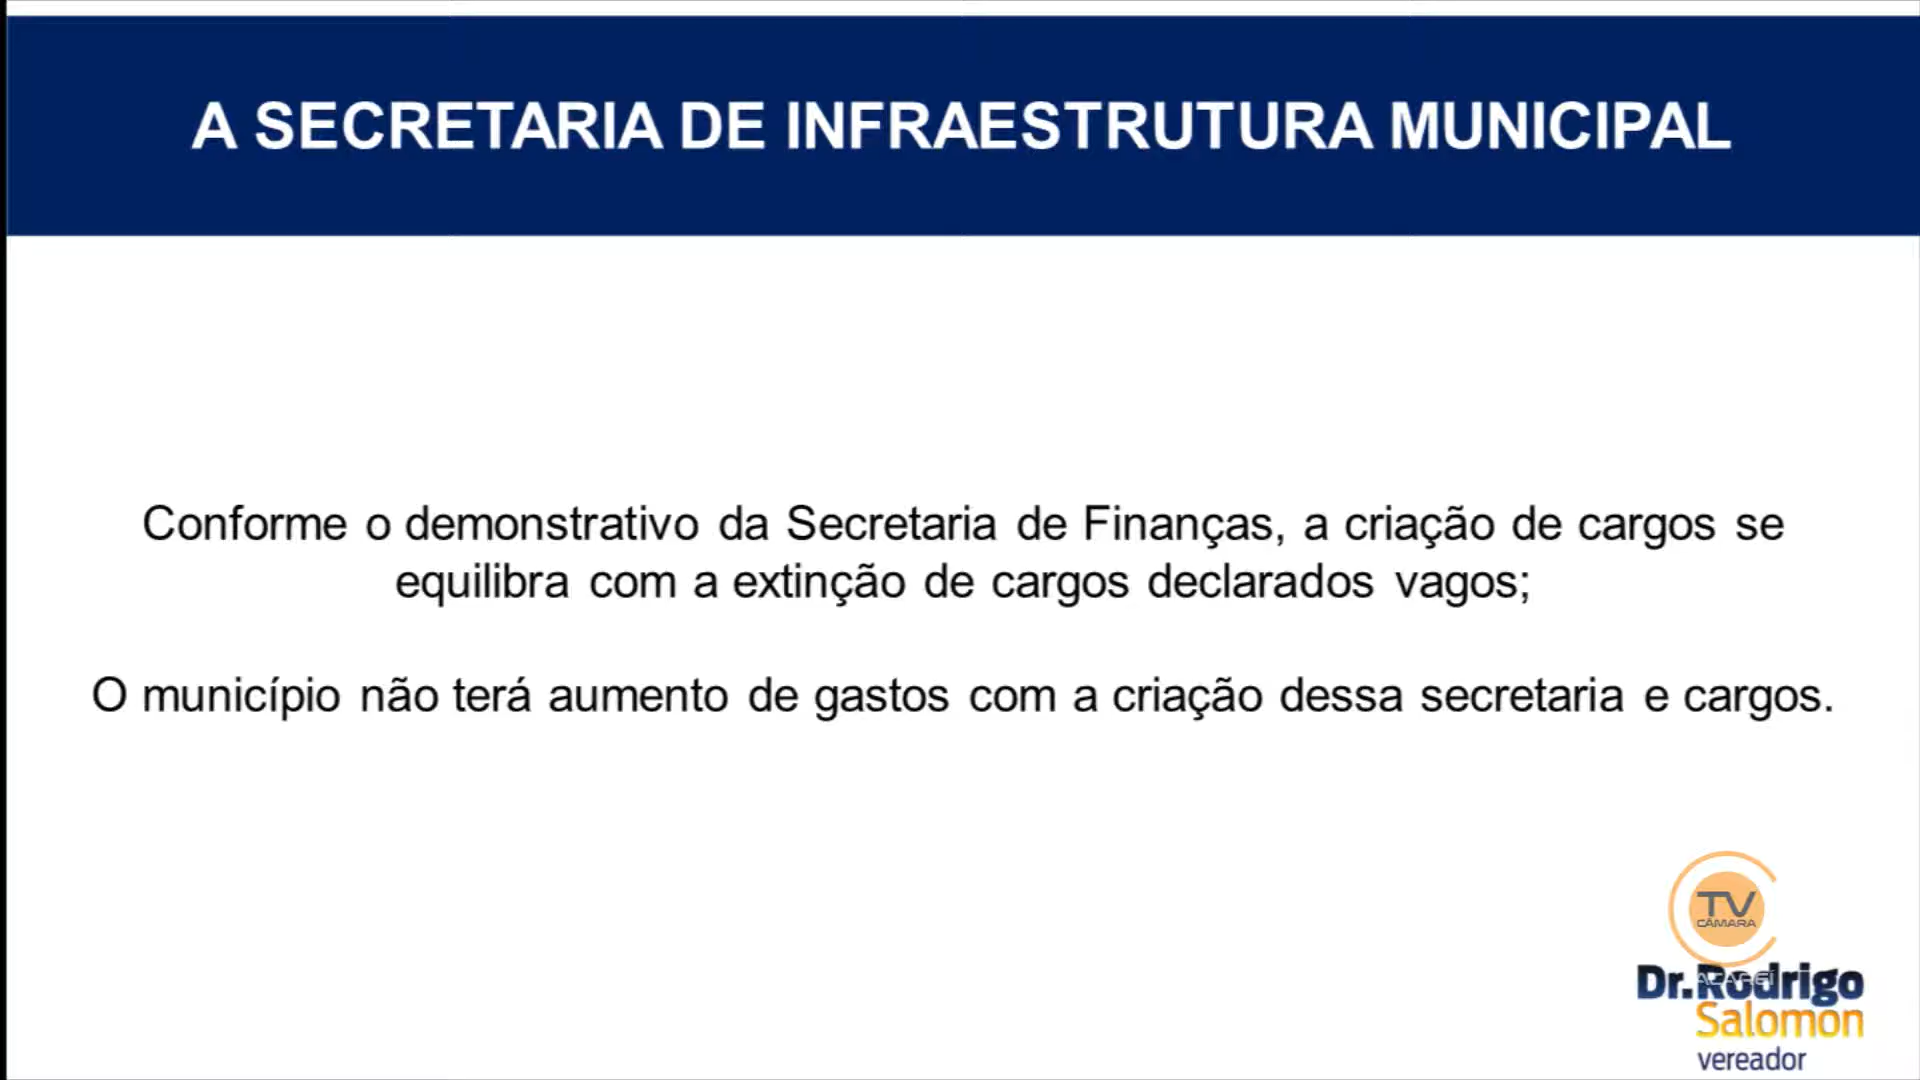 A SECRETARIA DE INFRAESTRUTURA MUNICIPAL
Conforme o demonstrativo da Secretaria de Finanças, a criação de cargos se
equilibra com a extinção de cargos declarados vagos;
O município não terá aumento de gastos com a criação dessa secretaria e cargos.
TV
CÂMARA
Dr. Rodrigo
Salomon
vereador